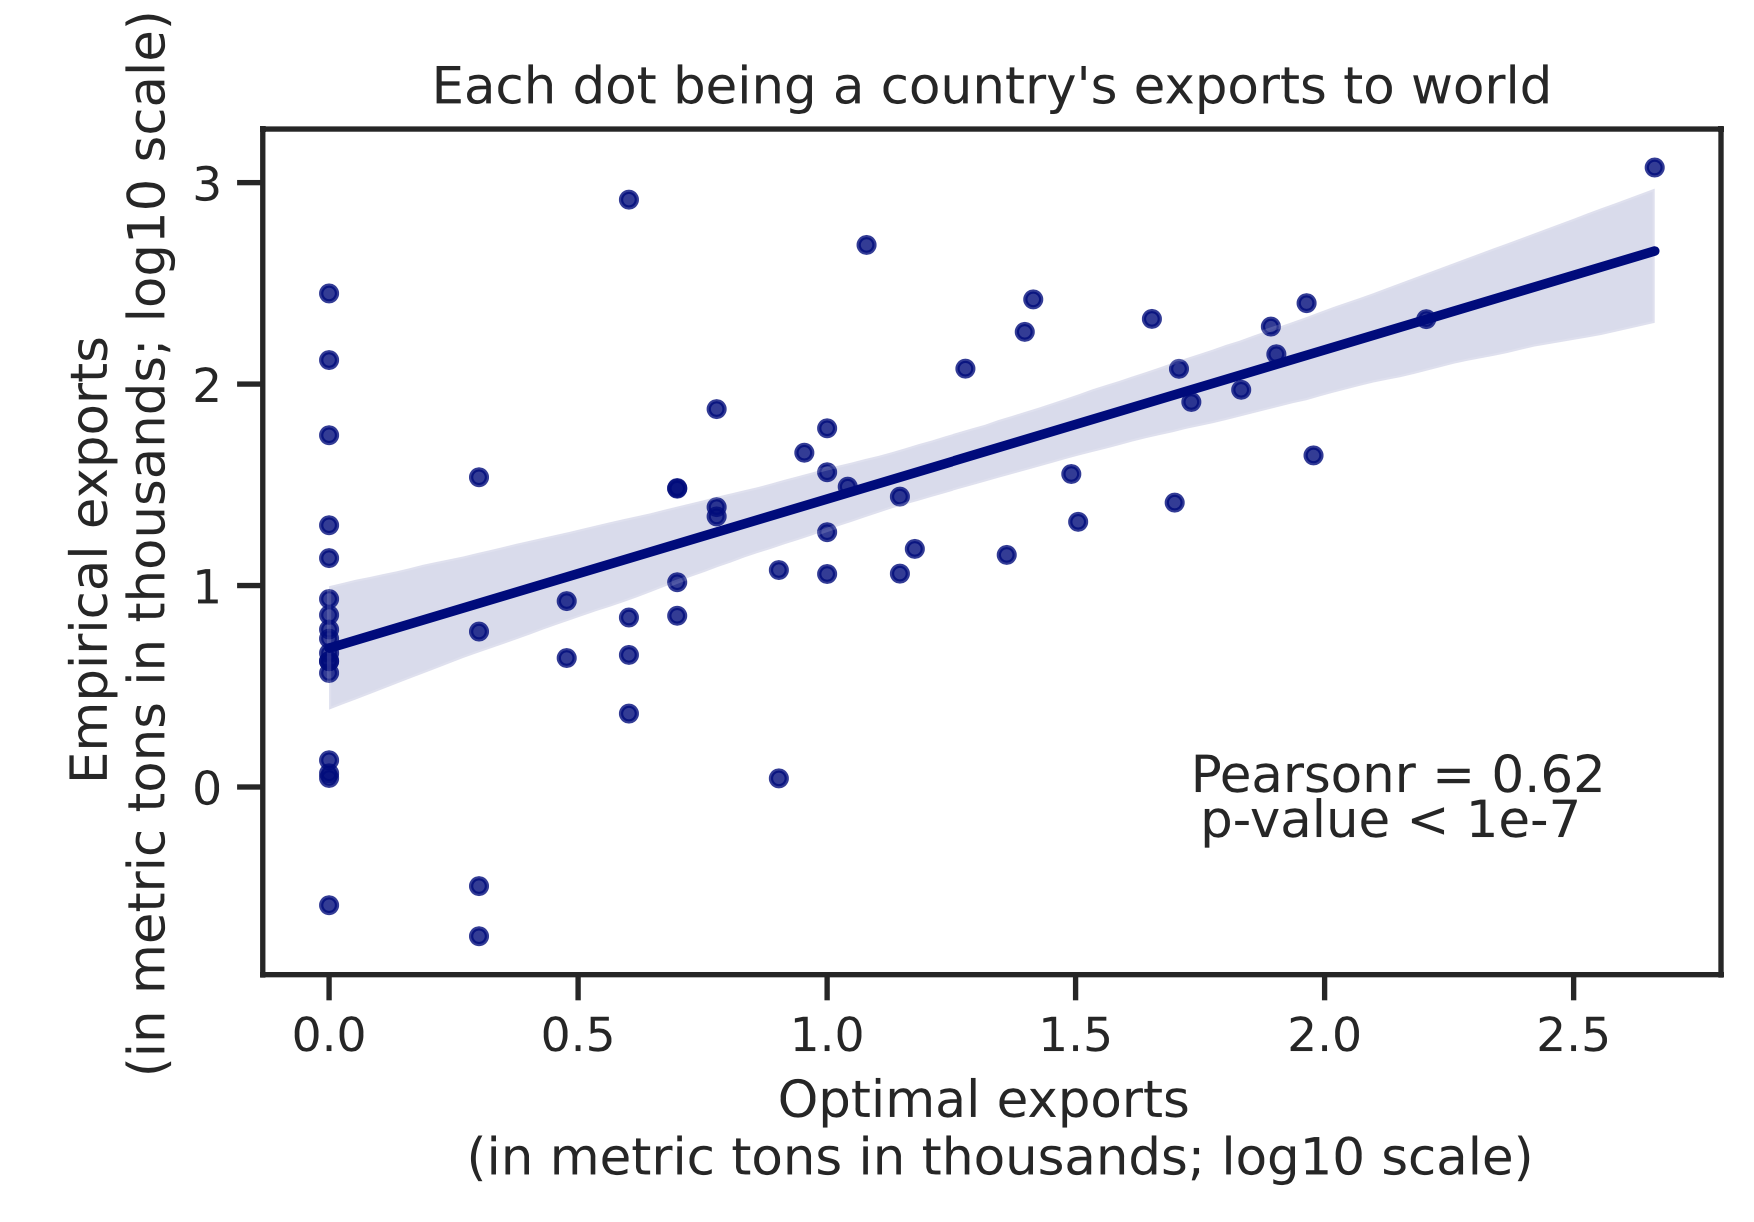 Each dot being a country's exports to world
Empirical exports
(in metric tons in thousands; log10 scale)
3
2
1
0
Pearsonr = 0.62
p-value < 1e-7
0.0 0.5 1.0 1.5 2.0 2.5
Optimal exports
(in metric tons in thousands; log10 scale)